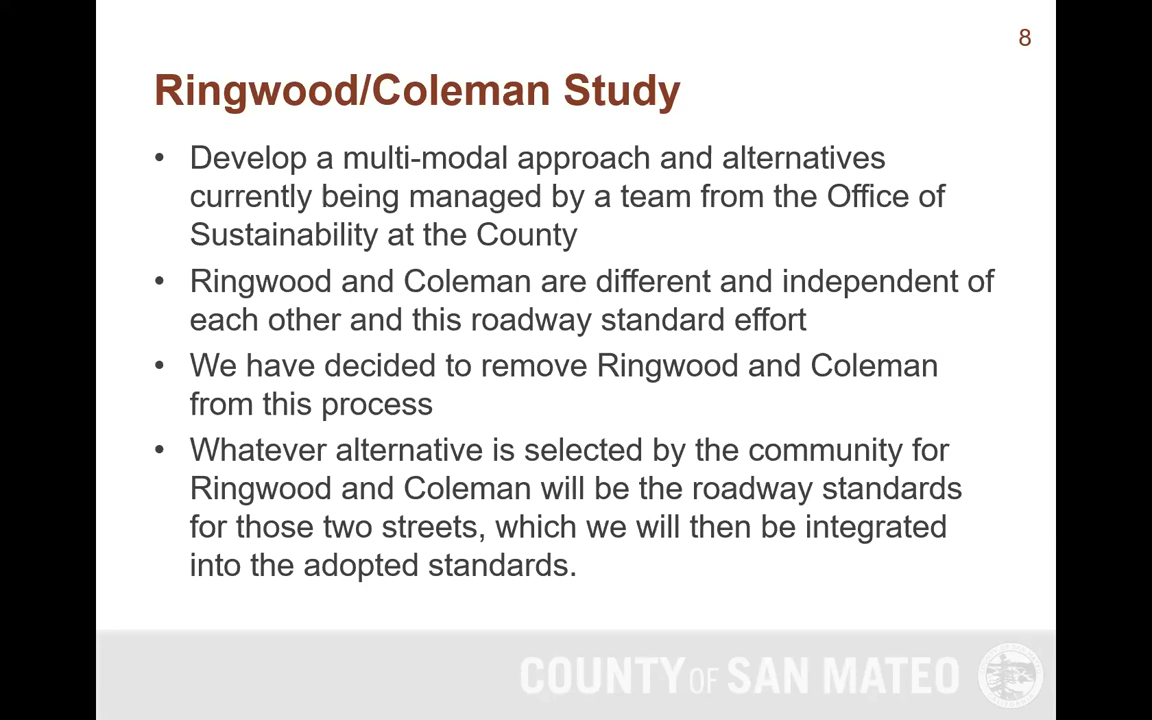 8
Ringwood/Coleman Study
• Develop a multi-modal approach and alternatives
currently being managed by a team from the Office of
Sustainability at the County
• Ringwood and Coleman are different and independent of
each other and this roadway standard effort
• We have decided to remove Ringwood and Coleman
from this process
• Whatever alternative is selected by the community for
Ringwood and Coleman will be the roadway standards
for those two streets, which we will then be integrated
into the adopted standards.
COUNTY OF SAN MATEO